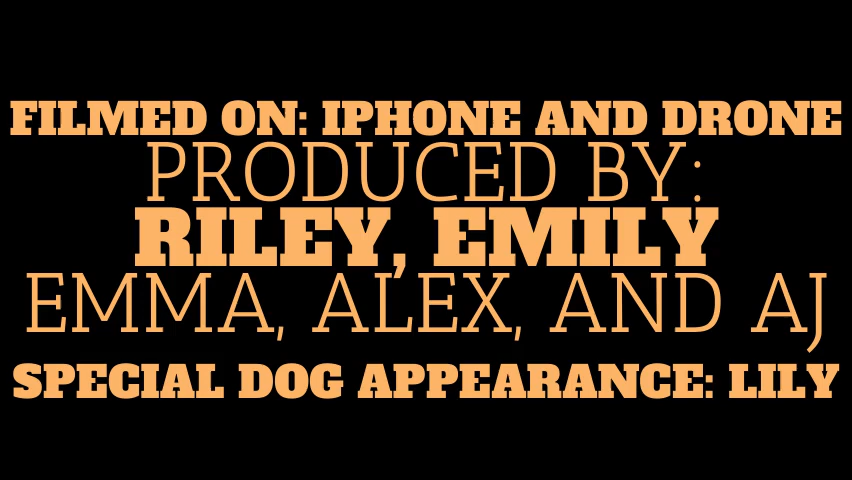 FILMED ON: IPHONE AND DRONE
PRODUCED BY:
RILEY, EMILY
EMMA, ALEX, AND AJ
SPECIAL DOG APPEARANCE: LILY